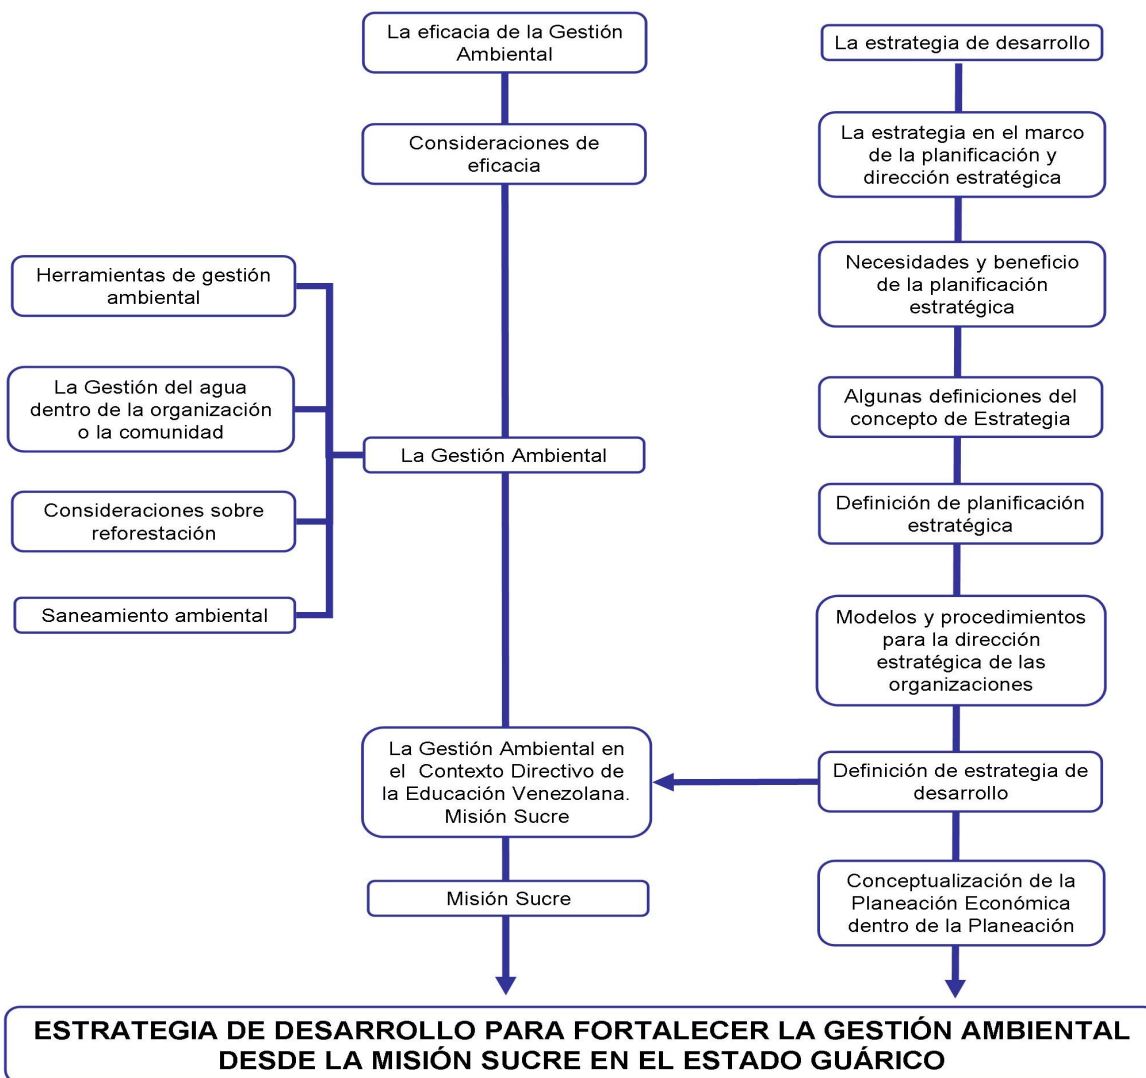 La eficacia de la Gestión
Ambiental
Consideraciones de
eficacia
Herramientas de gestión
ambiental
La Gestión del agua
dentro de la organización
o la comunidad
Consideraciones sobre
reforestación
Saneamiento ambiental
La Gestión Ambiental
La Gestión Ambiental en
el Contexto Directivo de
la Educación Venezolana.
Misión Sucre
Misión Sucre
La estrategia de desarrollo
La estrategia en el marco
de la planificación y
dirección estratégica
Necesidades y beneficio
de la planificación
estratégica
Algunas definiciones del
concepto de Estrategia
Definición de planificación
estratégica
Modelos y procedimientos
para la dirección
estratégica de las
organizaciones
Definición de estrategia de
desarrollo
Conceptualización de la
Planeación Económica
dentro de la Planeación
ESTRATEGIA DE DESARROLLO PARA FORTALECER LA GESTIÓN AMBIENTAL
DESDE LA MISIÓN SUCRE EN EL ESTADO GUÁRICO